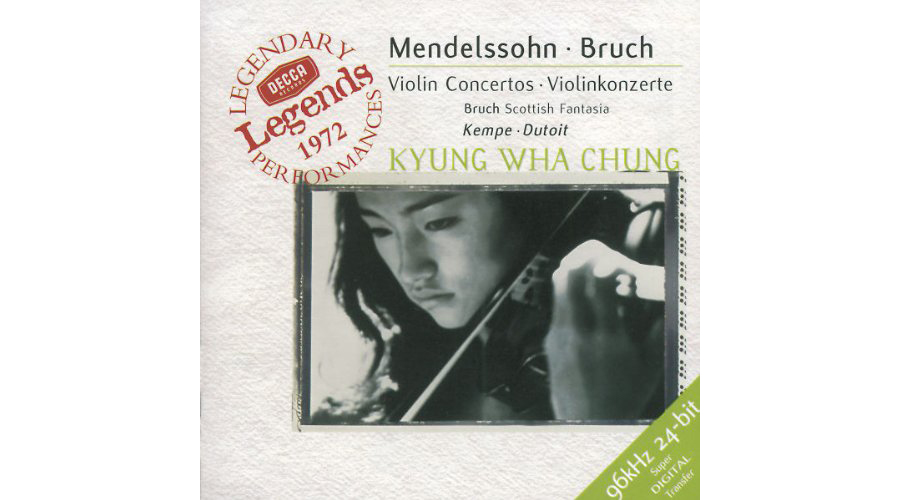 LEGENDARY
DECCA
RECORDS
Legends
1972
PERFORMANCES
Mendelssohn · Bruch
Violin Concertos · Violinkonzerte
Bruch Scottish Fantasia
Kempe · Dutoit
KYUNG WHA CHUNG
96kHz 24-bit
Super
DIGITAL
Transfer